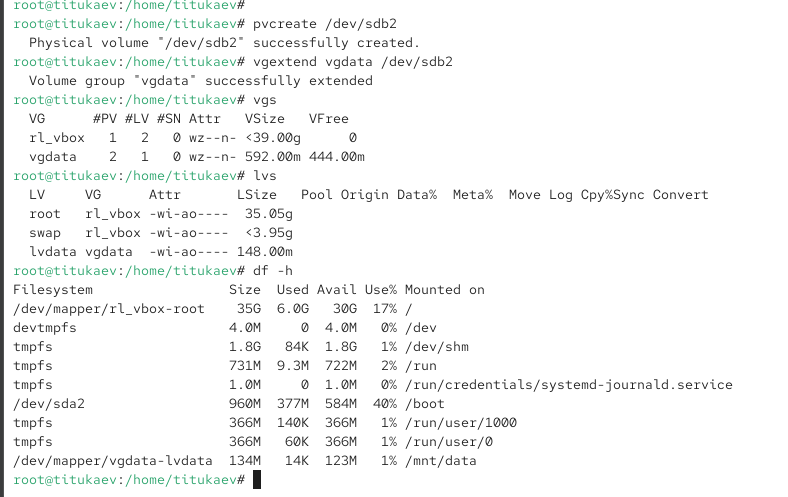 root@titukaev:/home/titukaev#
root@titukaev:/home/titukaev# pvcreate /dev/sdb2
  Physical volume "/dev/sdb2" successfully created.
root@titukaev:/home/titukaev# vgextend vgdata /dev/sdb2
  Volume group "vgdata" successfully extended
root@titukaev:/home/titukaev# vgs
  VG      #PV #LV #SN Attr   VSize   VFree
  rl_vbox   1   2   0 wz--n- <39.00g      0
  vgdata    2   1   0 wz--n- 592.00m 444.00m
root@titukaev:/home/titukaev# lvs
  LV     VG      Attr       LSize   Pool Origin Data%  Meta%  Move Log Cpy%Sync Convert
  root   rl_vbox -wi-ao----  35.05g
  swap   rl_vbox -wi-ao----  <3.95g
  lvdata vgdata  -wi-ao---- 148.00m
root@titukaev:/home/titukaev# df -h
Filesystem                 Size  Used Avail Use% Mounted on
/dev/mapper/rl_vbox-root    35G  6.0G   30G  17% /
devtmpfs                   4.0M     0  4.0M   0% /dev
tmpfs                      1.8G   84K  1.8G   1% /dev/shm
tmpfs                      731M  9.3M  722M   2% /run
tmpfs                      1.0M     0  1.0M   0% /run/credentials/systemd-journald.service
/dev/sda2                  960M  377M  584M  40% /boot
tmpfs                      366M  140K  366M   1% /run/user/1000
tmpfs                      366M   60K  366M   1% /run/user/0
/dev/mapper/vgdata-lvdata  134M   14K  123M   1% /mnt/data
root@titukaev:/home/titukaev#